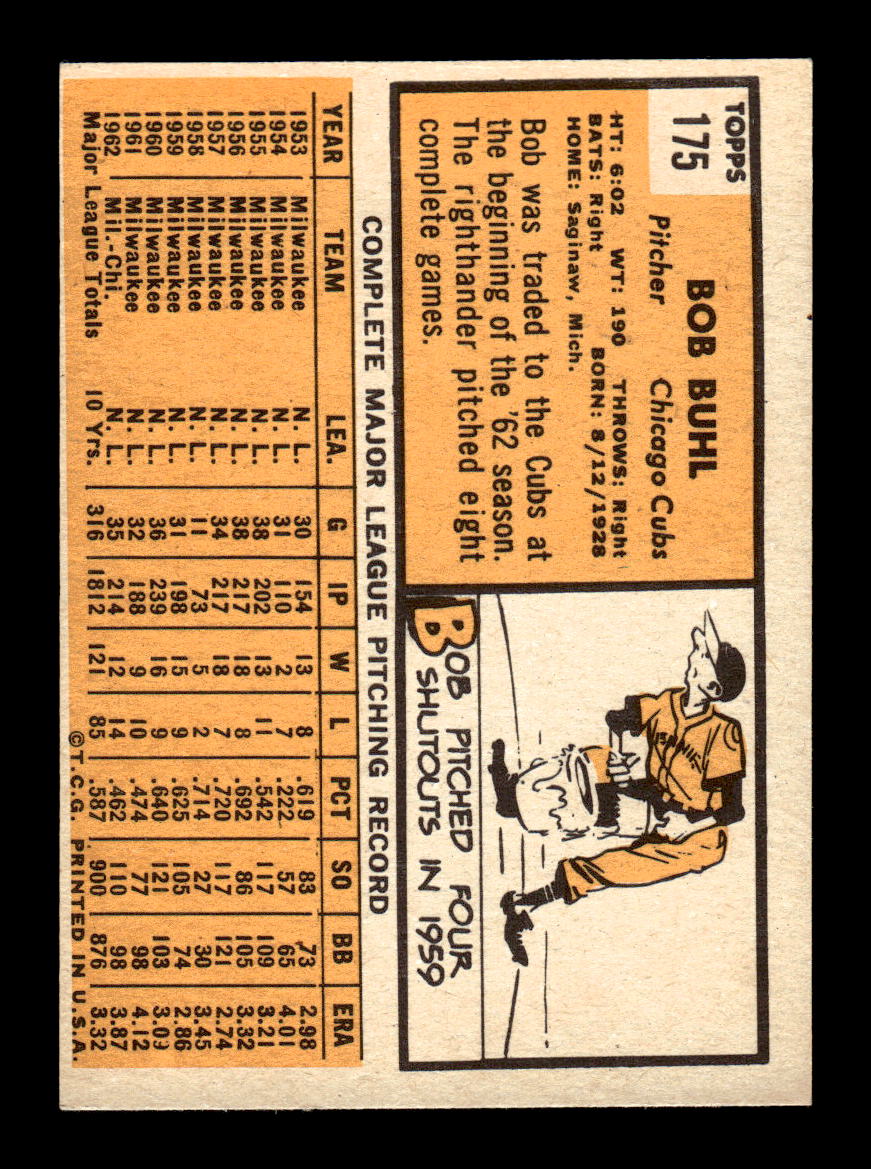 TOPPS
175
BOB BUHL
Pitcher Chicago Cubs
HT: 6:02 WT: 190 THROWS: Right
BATS: Right BORN: 8/12/1928
HOME: Saginaw, Mich.
Bob was traded to the Cubs at
the beginning of the '62 season.
The righthander pitched eight
complete games.
BOB PITCHED FOUR
SHUTOUTS IN 1959
COMPLETE MAJOR LEAGUE PITCHING RECORD
YEAR TEAM LEA. G IP W L PCT SO BB ERA
1953 Milwaukee N. L. 30 154 13 8 .619 83 73 2.98
1954 Milwaukee N. L. 31 110 2 7 .222 57 65 4.01
1955 Milwaukee N. L. 38 202 13 11 .542 117 109 3.21
1956 Milwaukee N. L. 38 217 18 8 .692 86 105 3.32
1957 Milwaukee N. L. 34 217 18 7 .720 117 121 2.74
1958 Milwaukee N. L. 11 73 5 2 .714 27 30 3.45
1959 Milwaukee N. L. 31 198 15 9 .625 105 74 2.86
1960 Milwaukee N. L. 36 239 16 9 .640 121 103 3.09
1961 Milwaukee N. L. 32 188 9 10 .474 77 98 4.12
1962 Mil.-Chi. N. L. 35 214 12 14 .462 110 98 3.87
Major League Totals 10 Yrs. 316 1812 121 85 .587 900 876 3.32
©T.C.G. PRINTED IN U.S.A.